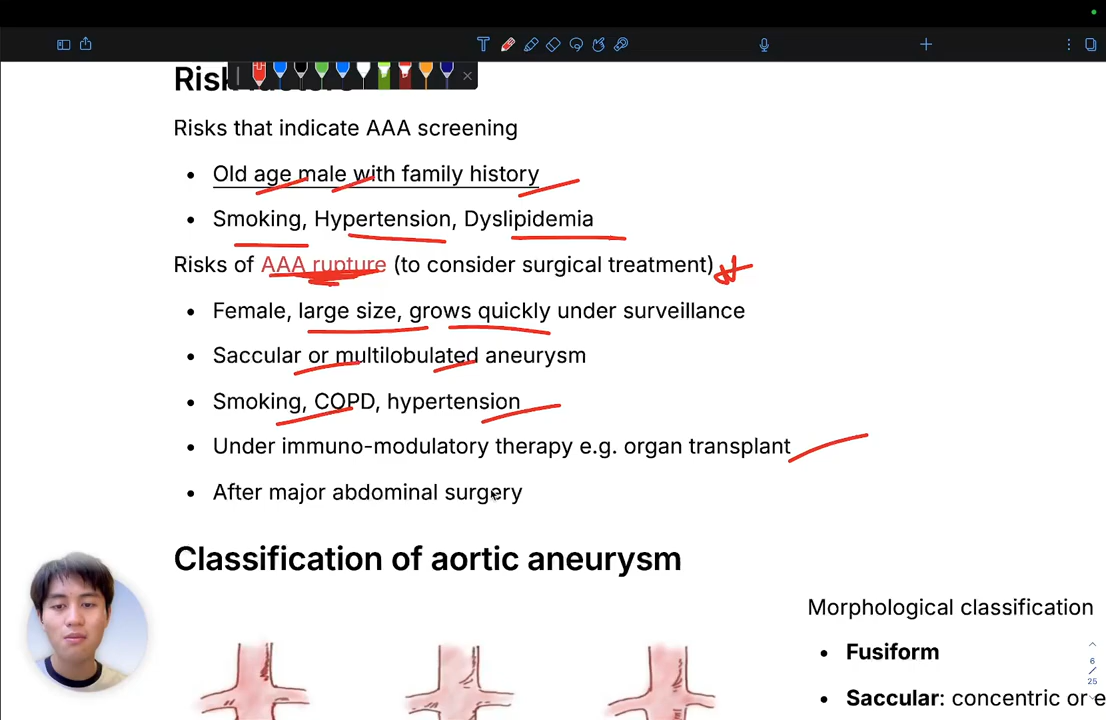 Risks that indicate AAA screening
• Old age male with family history
• Smoking, Hypertension, Dyslipidemia
Risks of AAA rupture (to consider surgical treatment)
• Female, large size, grows quickly under surveillance
• Saccular or multilobulated aneurysm
• Smoking, COPD, hypertension
• Under immuno-modulatory therapy e.g. organ transplant
• After major abdominal surgery
Classification of aortic aneurysm
Morphological classification
• Fusiform
• Saccular: concentric or e
6
/
25